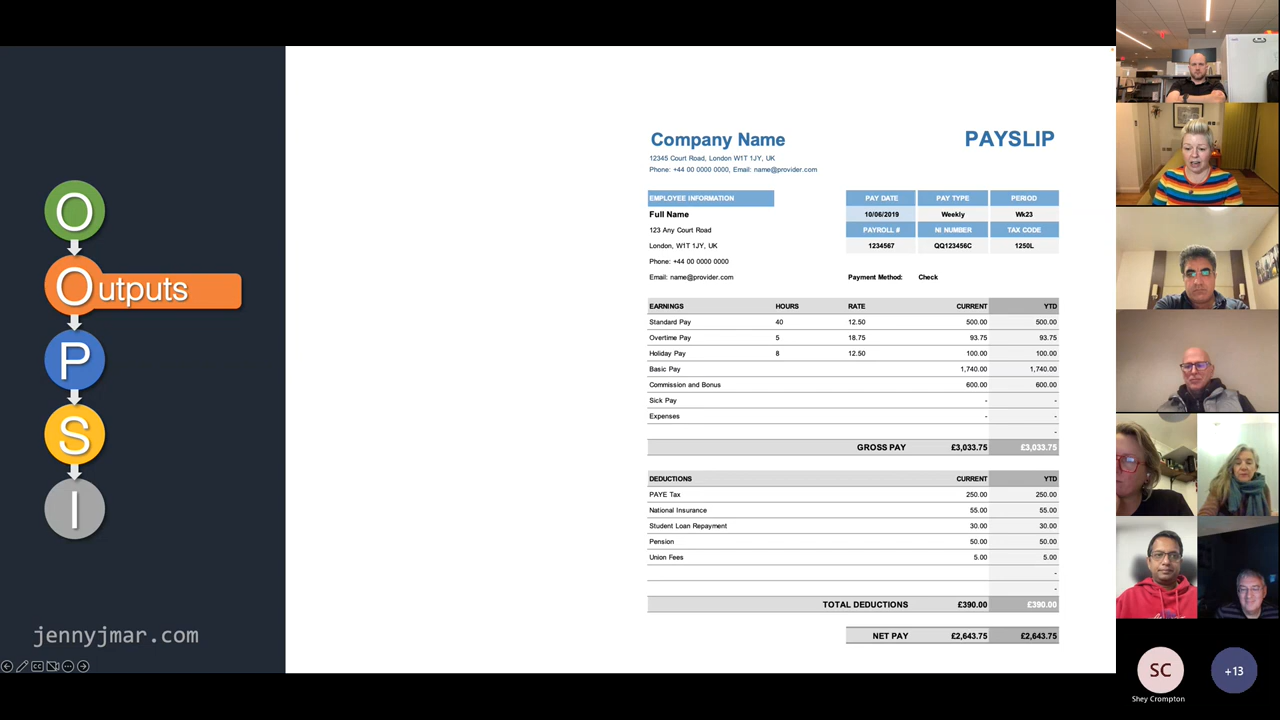 O
Outputs
P
S
I
jennyjmar.com
Company Name
PAYSLIP
12345 Court Road, London W1T 1JY, UK
Phone: +44 00 0000 0000, Email: name@provider.com
EMPLOYEE INFORMATION
Full Name
123 Any Court Road
London, W1T 1JY, UK
Phone: +44 00 0000 0000
Email: name@provider.com
PAY DATE PAY TYPE PERIOD
10/06/2019 Weekly Wk23
PAYROLL # NI NUMBER TAX CODE
1234567 QQ123456C 1250L
Payment Method: Check
EARNINGS HOURS RATE CURRENT YTD
Standard Pay 40 12.50 500.00 500.00
Overtime Pay 5 18.75 93.75 93.75
Holiday Pay 8 12.50 100.00 100.00
Basic Pay 1,740.00 1,740.00
Commission and Bonus 600.00 600.00
Sick Pay - -
Expenses - -
-
GROSS PAY £3,033.75 £3,033.75
DEDUCTIONS CURRENT YTD
PAYE Tax 250.00 250.00
National Insurance 55.00 55.00
Student Loan Repayment 30.00 30.00
Pension 50.00 50.00
Union Fees 5.00 5.00
-
-
TOTAL DEDUCTIONS £390.00 £390.00
NET PAY £2,643.75 £2,643.75
SC
Shey Crompton
+13